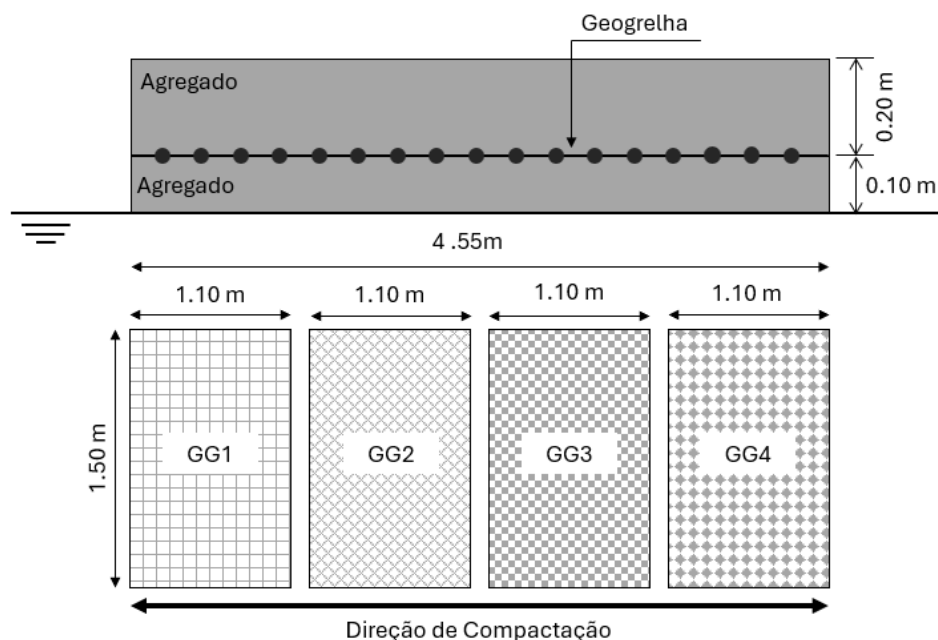 Geogrelha
Agregado
0.20 m
Agregado
0.10 m
4 .55m
1.10 m
1.10 m
1.10 m
1.10 m
1.50 m
GG1
GG2
GG3
GG4
Direção de Compactação